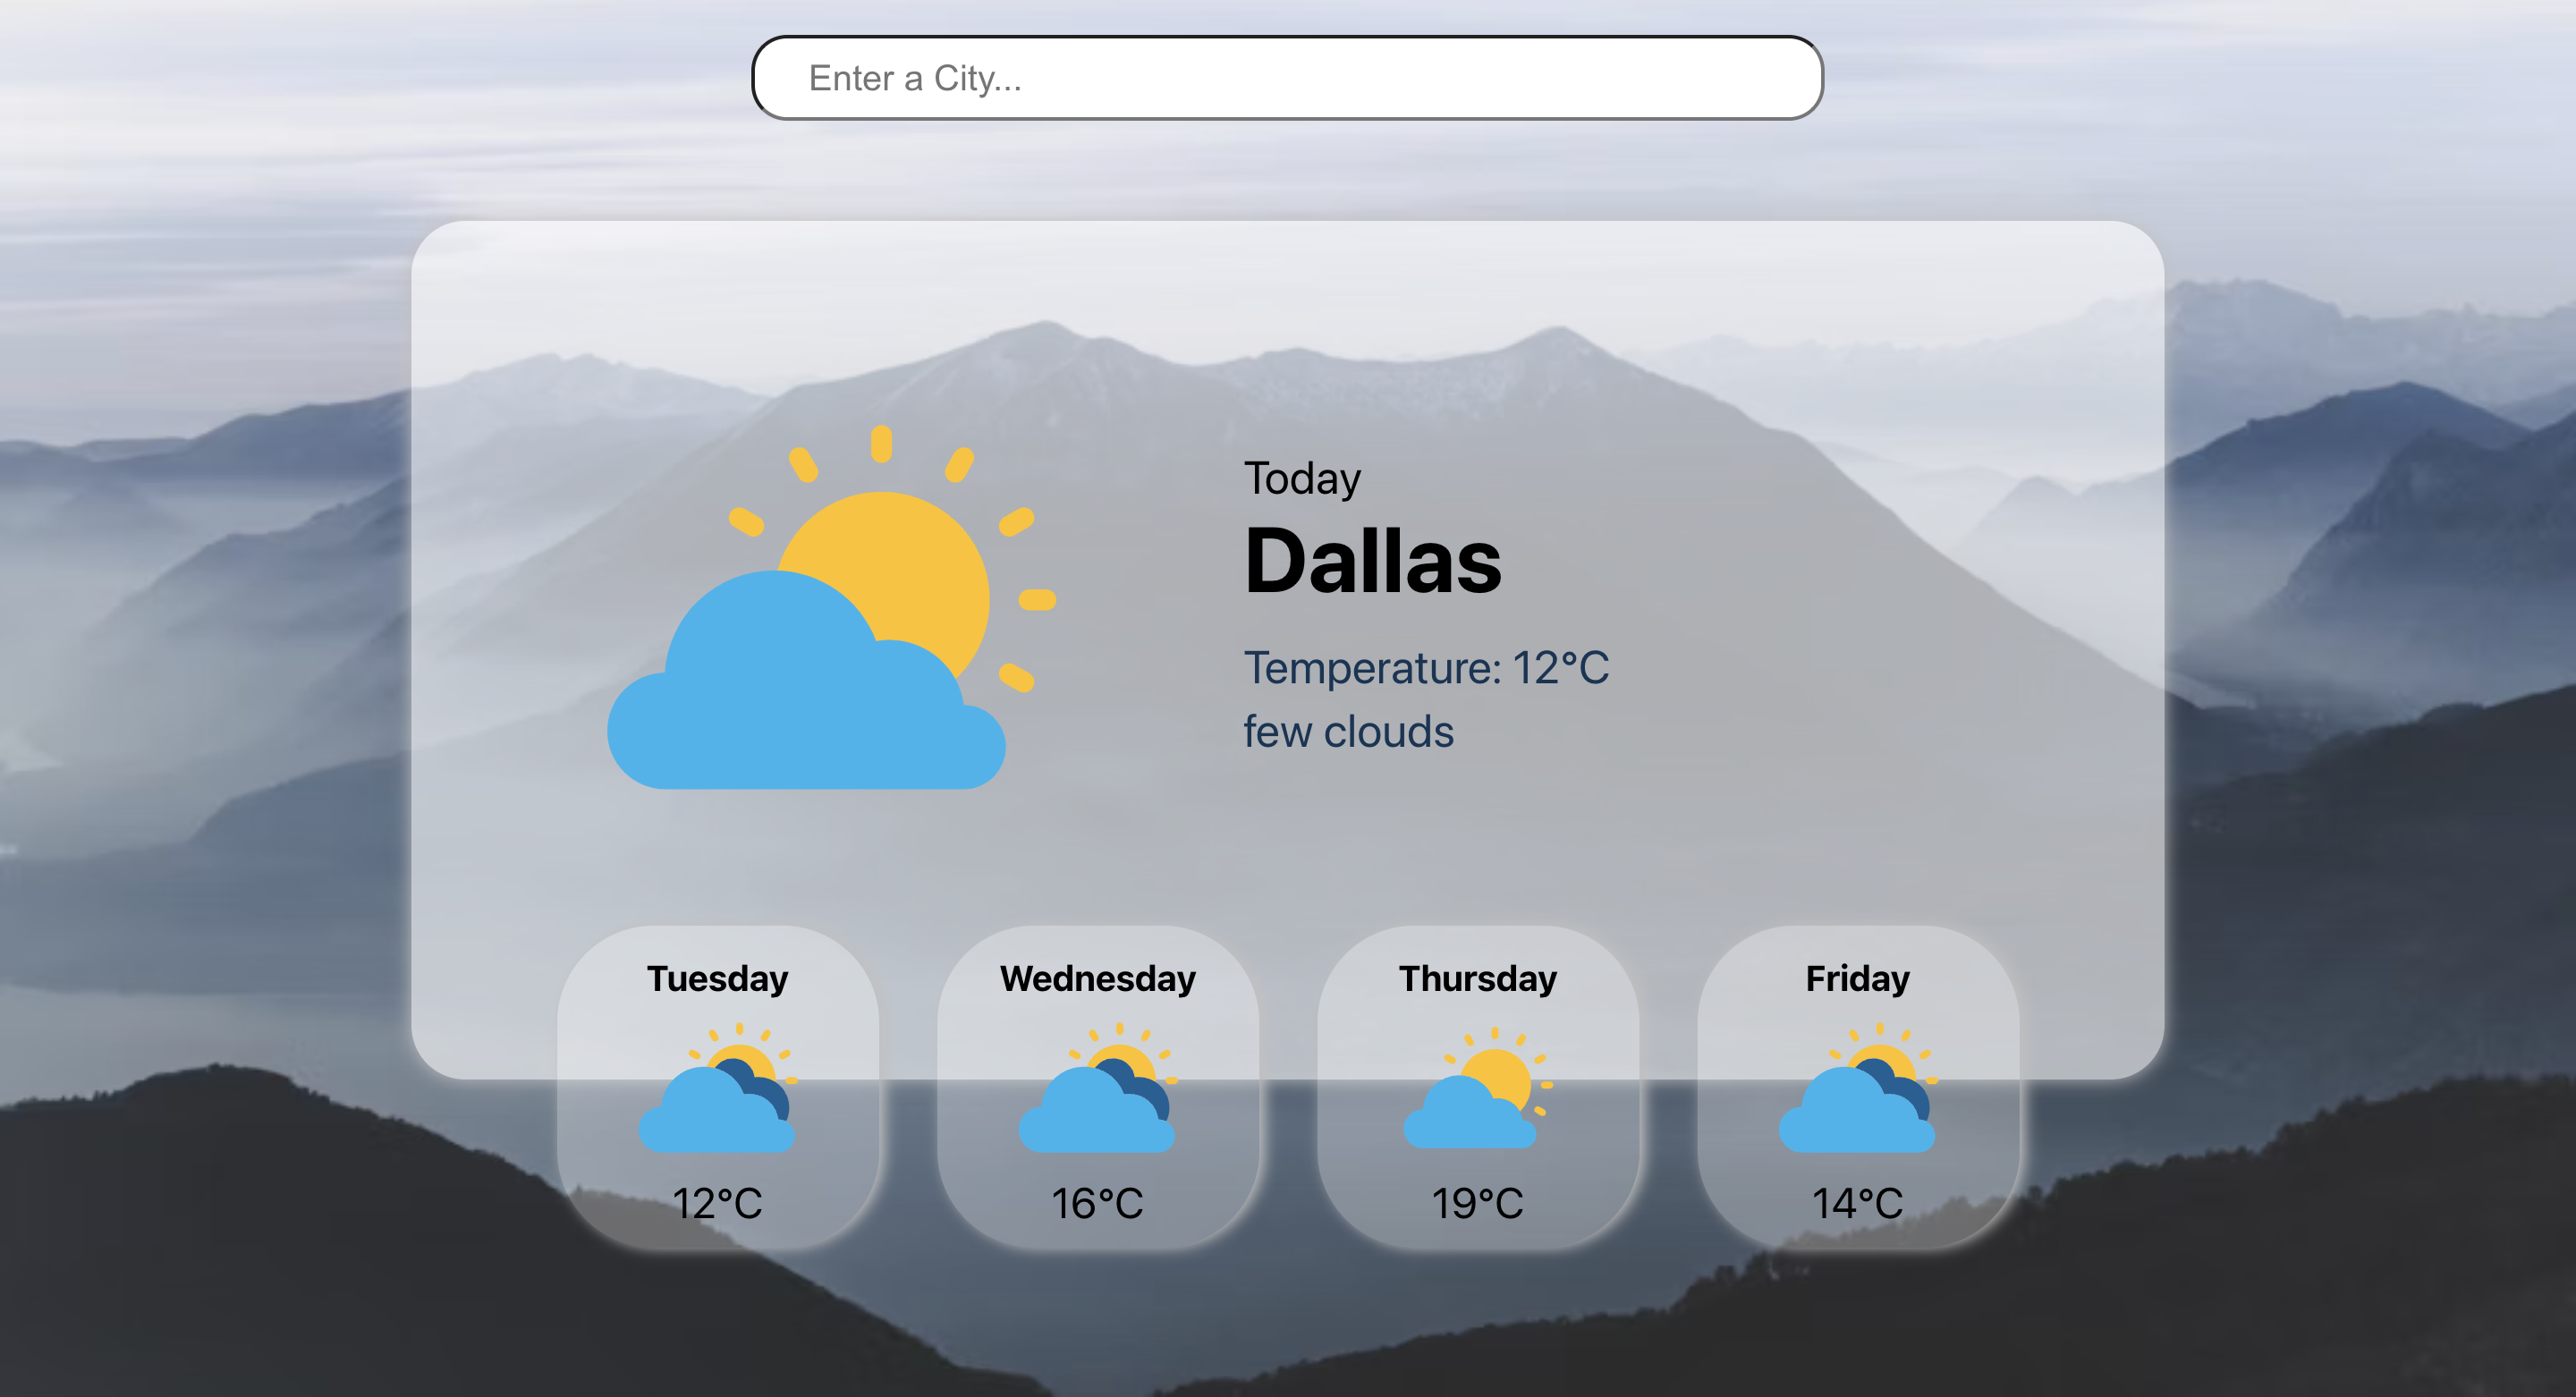 Enter a City...
Today
Dallas
Temperature: 12°C
few clouds
Tuesday
12°C
Wednesday
16°C
Thursday
19°C
Friday
14°C